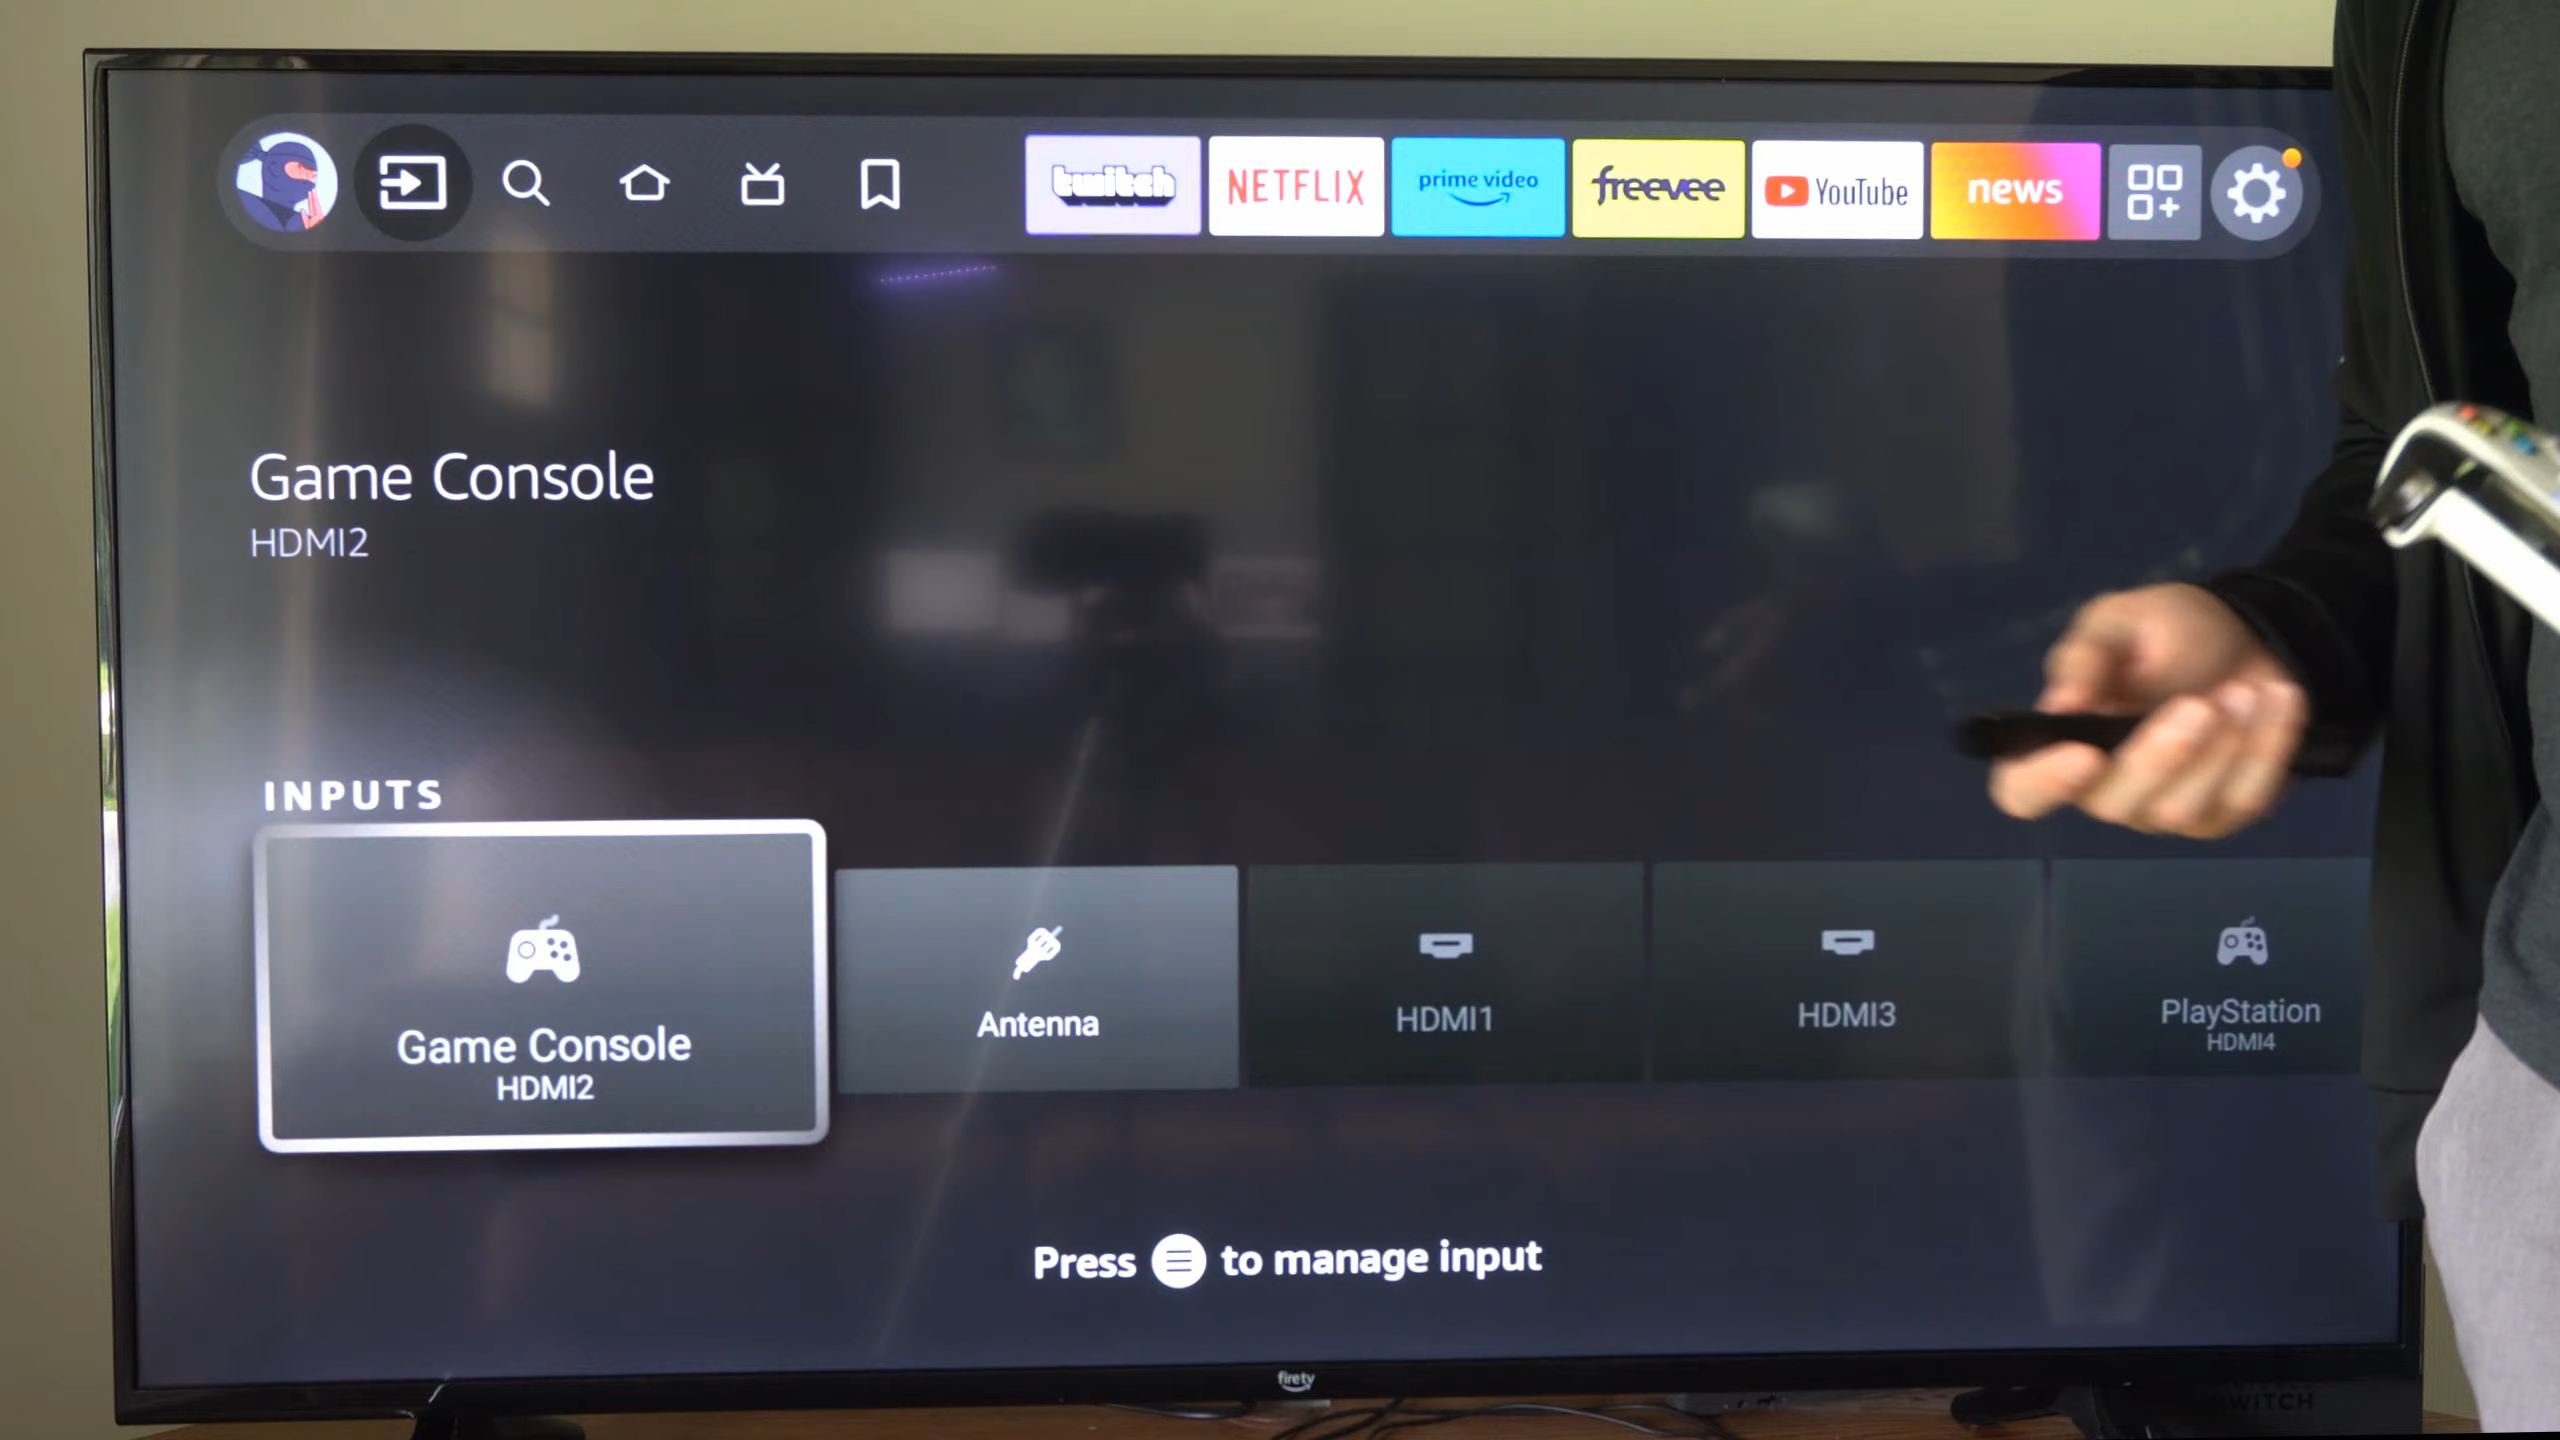 twitch
NETFLIX
prime video
freevee
YouTube
news
Game Console
HDMI2
INPUTS
Game Console
HDMI2
Antenna
HDMI1
HDMI3
PlayStation
HDMI4
Press to manage input
firetv